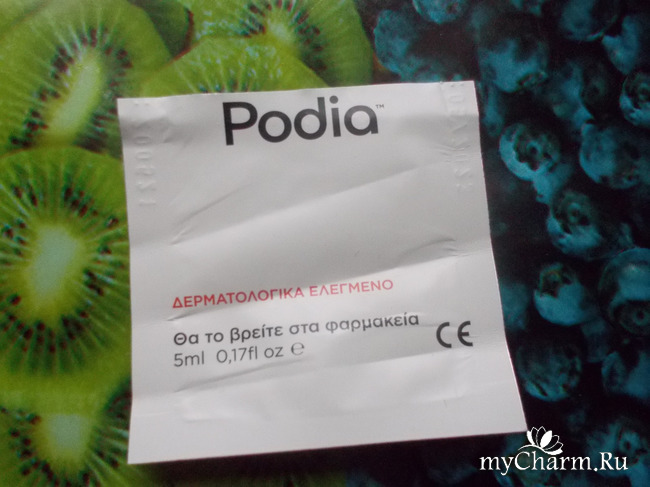 Podia™
ΔΕΡΜΑΤΟΛΟΓΙΚΑ ΕΛΕΓΜΕΝΟ
Θα το βρείτε στα φαρμακεία
5ml 0,17fl oz ℮
CE
myCharm.Ru